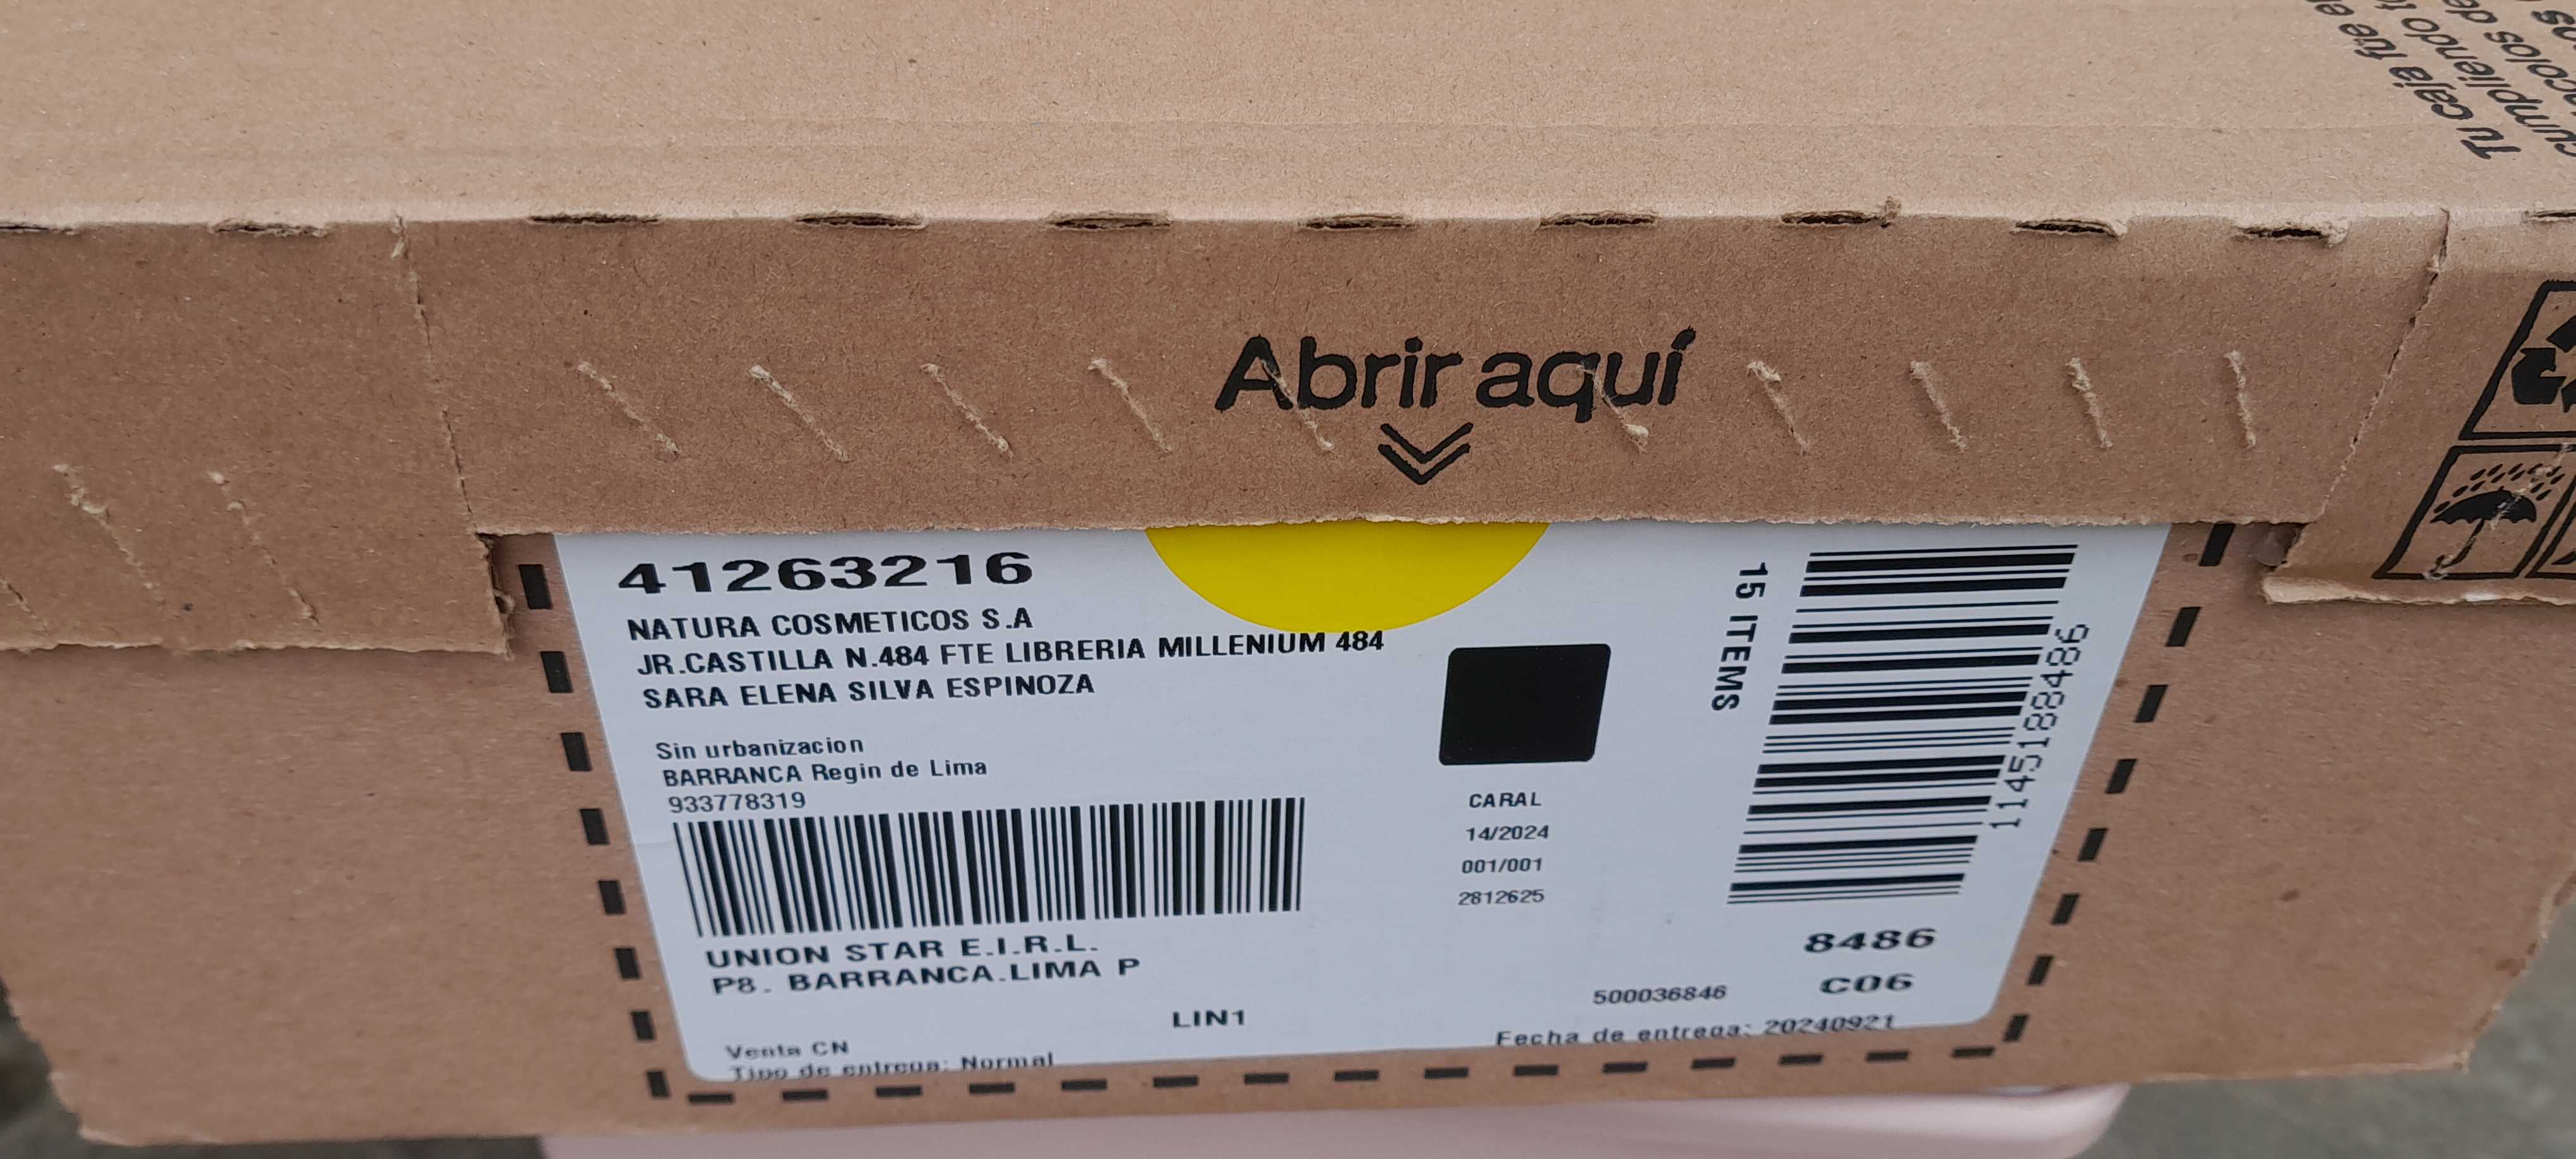 Tu caja fue
cumpliendo
Abrir aquí
41263216
NATURA COSMETICOS S.A
JR.CASTILLA N.484 FTE LIBRERIA MILLENIUM 484
SARA ELENA SILVA ESPINOZA
Sin urbanizacion
BARRANCA Regin de Lima
933778319
UNION STAR E.I.R.L.
P8. BARRANCA.LIMA P
LIN1
Venta CN
Tipo de entrega: Normal
CARAL
14/2024
001/001
2812625
15 ITEMS
1145188486
8486
C06
500036846
Fecha de entrega: 20240921